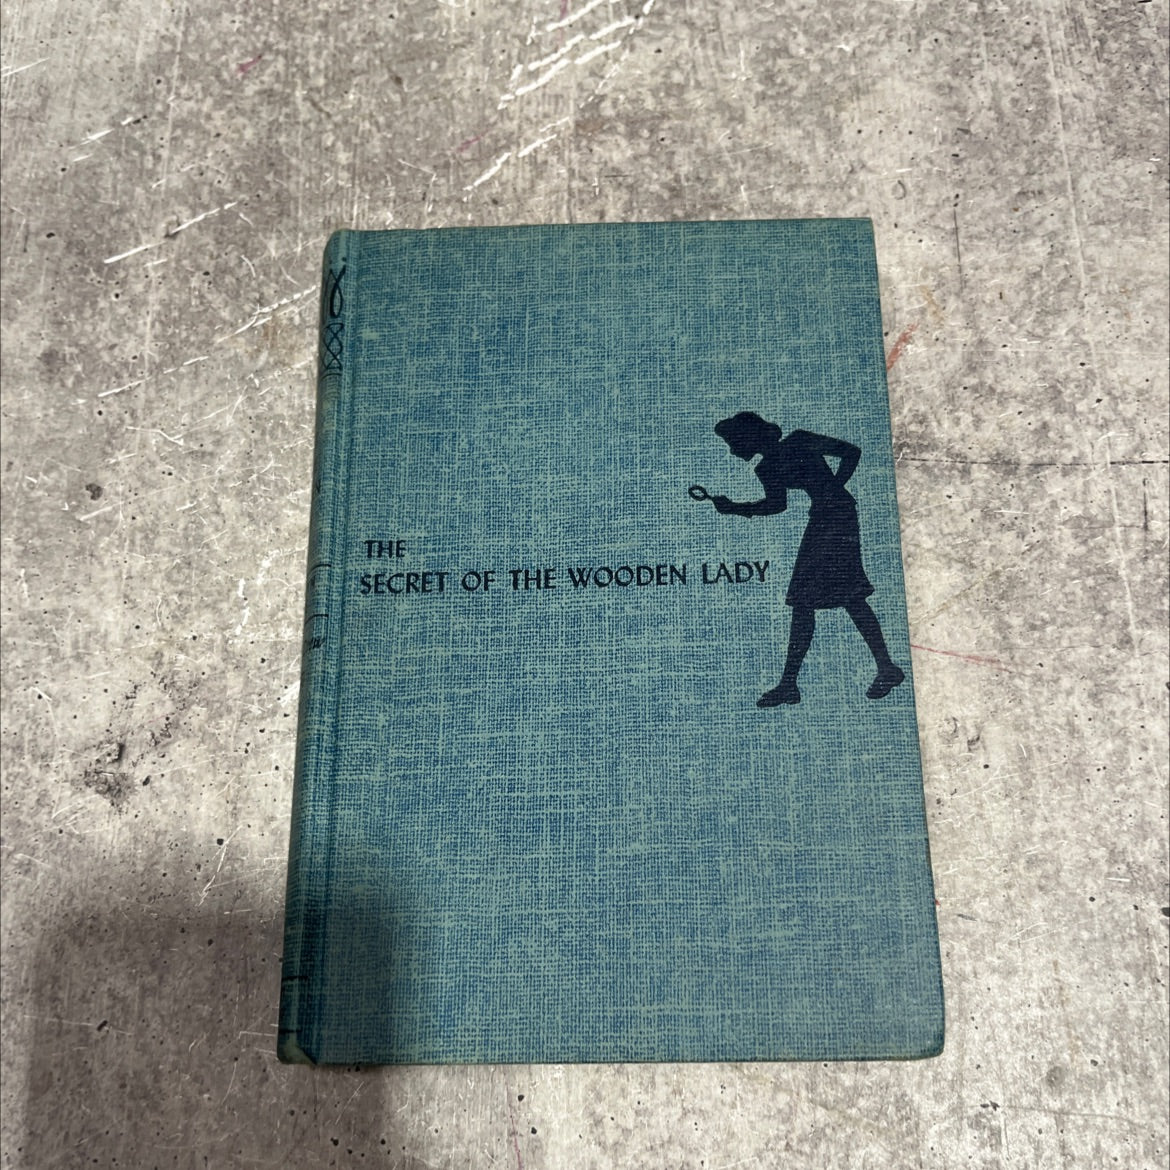 THE
SECRET OF THE WOODEN LADY